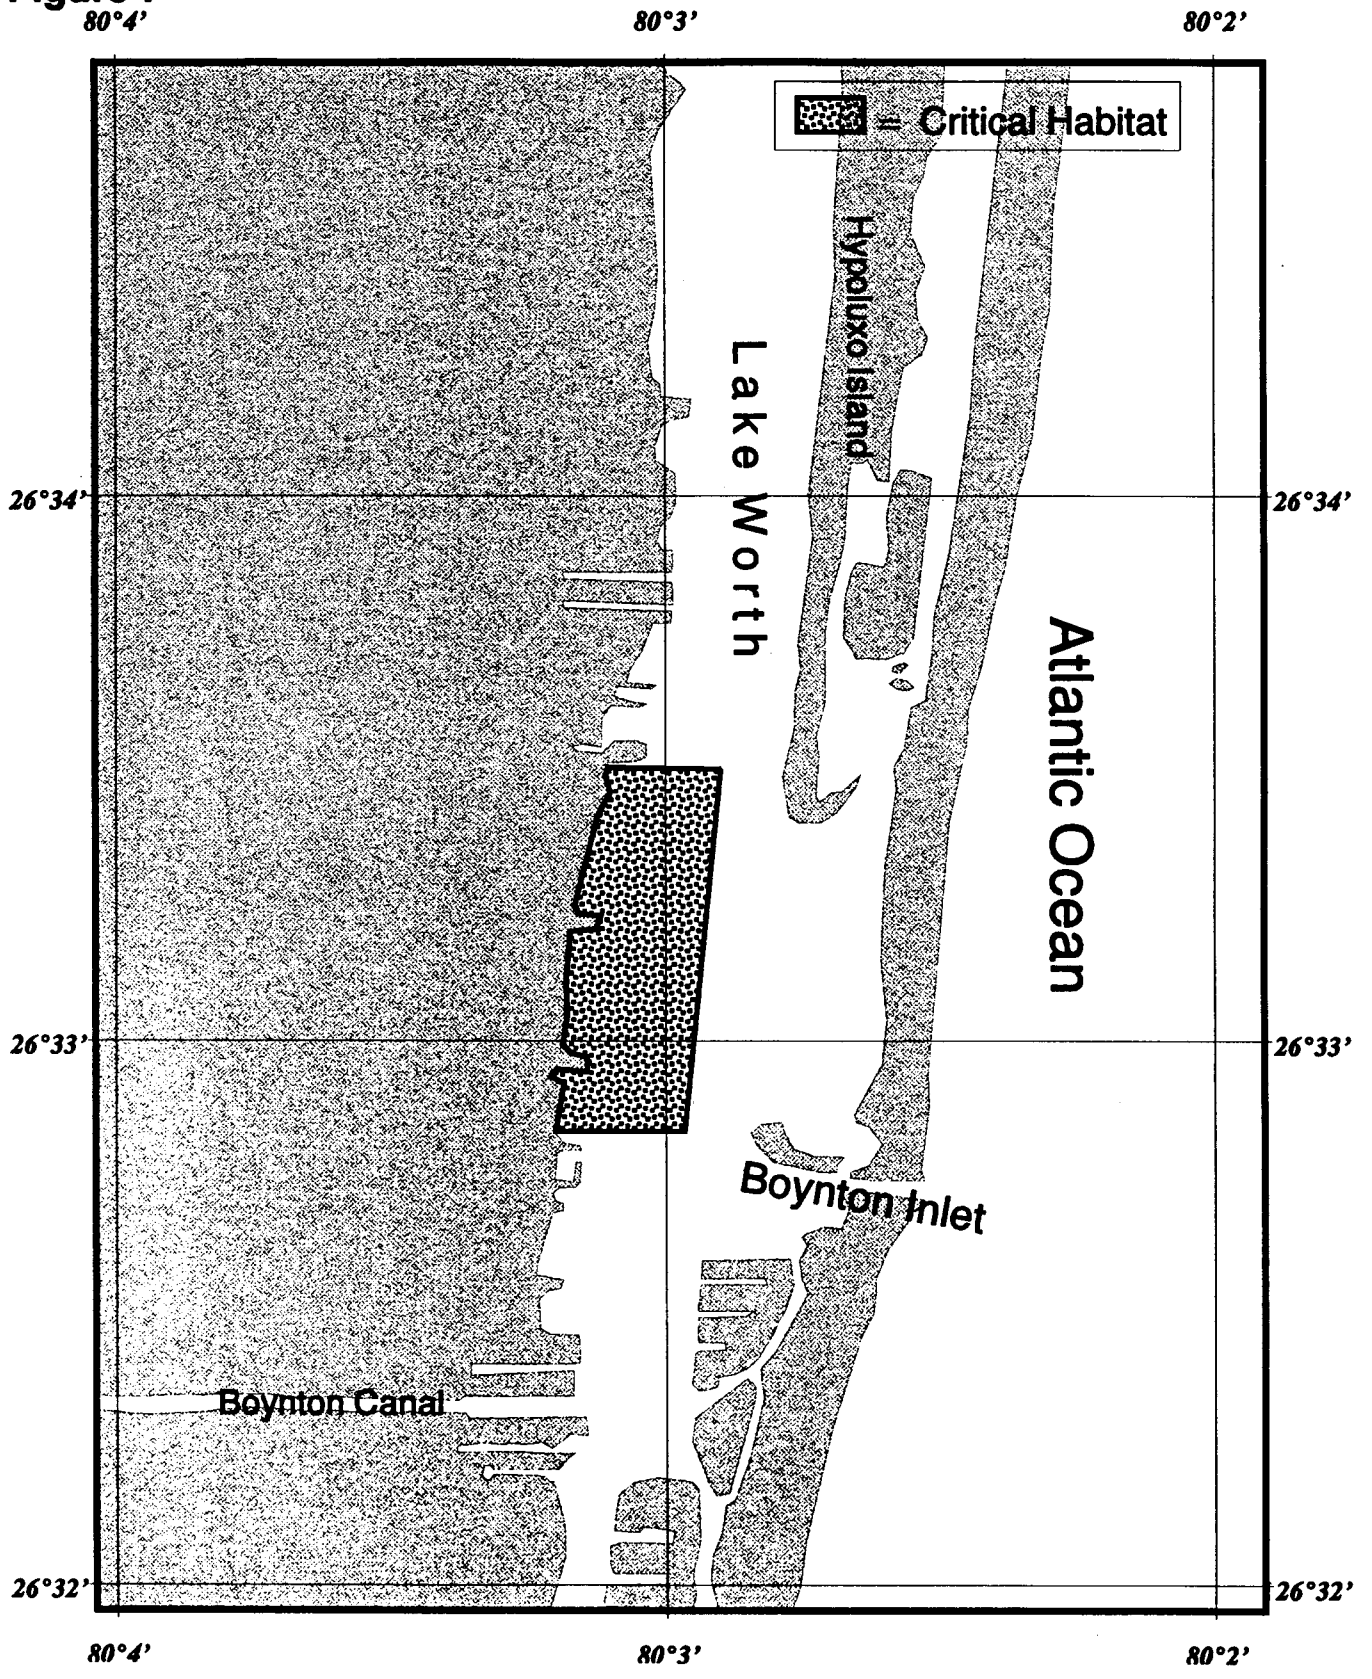 80°4’ 80°3’ 80°2’
= Critical Habitat
Hypoluxo Island
Lake Worth
26°34’ 26°34’
Atlantic Ocean
26°33’ 26°33’
Boynton Inlet
Boynton Canal
26°32’ 26°32’
80°4’ 80°3’ 80°2’